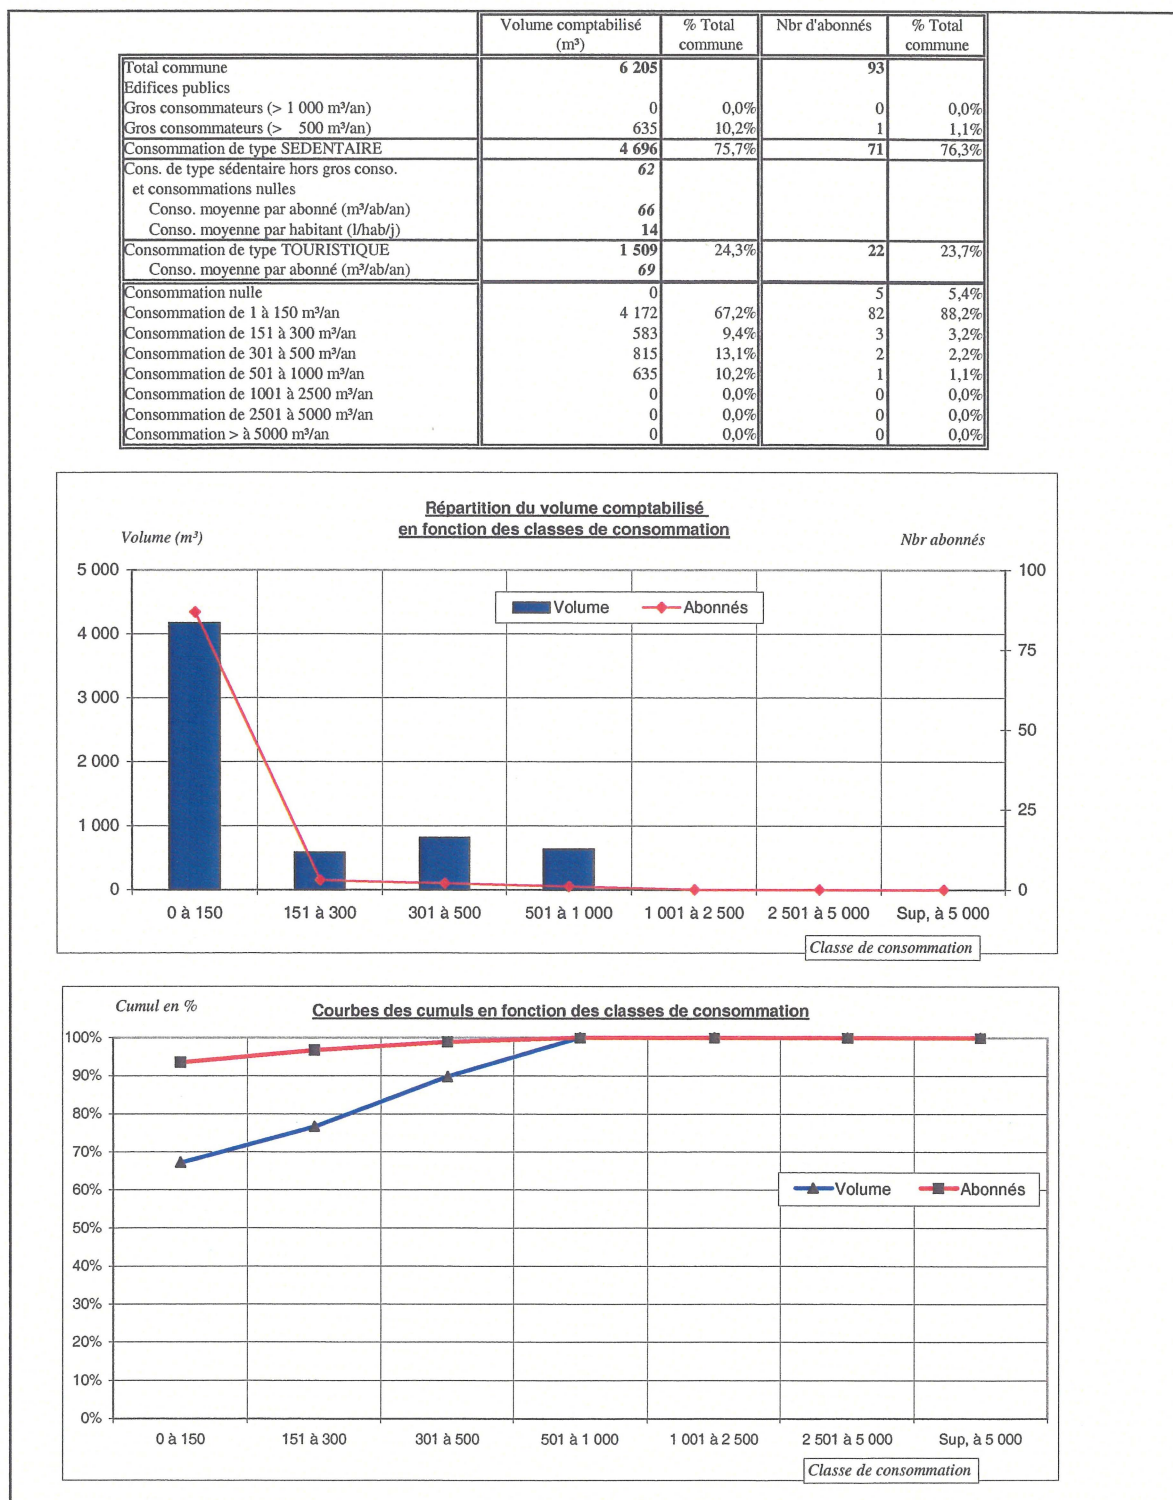 Volume comptabilisé (m³) % Total commune Nbr d'abonnés % Total commune
Total commune 6 205 93
Edifices publics
Gros consommateurs (> 1 000 m³/an) 0 0,0% 0 0,0%
Gros consommateurs (> 500 m³/an) 635 10,2% 1 1,1%
Consommation de type SEDENTAIRE 4 696 75,7% 71 76,3%
Cons. de type sédentaire hors gros conso. 62
et consommations nulles
Conso. moyenne par abonné (m³/ab/an) 66
Conso. moyenne par habitant (l/hab/j) 14
Consommation de type TOURISTIQUE 1 509 24,3% 22 23,7%
Conso. moyenne par abonné (m³/ab/an) 69
Consommation nulle 0 5 5,4%
Consommation de 1 à 150 m³/an 4 172 67,2% 82 88,2%
Consommation de 151 à 300 m³/an 583 9,4% 3 3,2%
Consommation de 301 à 500 m³/an 815 13,1% 2 2,2%
Consommation de 501 à 1000 m³/an 635 10,2% 1 1,1%
Consommation de 1001 à 2500 m³/an 0 0,0% 0 0,0%
Consommation de 2501 à 5000 m³/an 0 0,0% 0 0,0%
Consommation > à 5000 m³/an 0 0,0% 0 0,0%
Répartition du volume comptabilisé
en fonction des classes de consommation
Volume (m³) Nbr abonnés
5 000 100
Volume Abonnés
4 000
75
3 000
50
2 000
25
1 000
0 0
0 à 150 151 à 300 301 à 500 501 à 1 000 1 001 à 2 500 2 501 à 5 000 Sup, à 5 000
Classe de consommation
Cumul en %
Courbes des cumuls en fonction des classes de consommation
100%
90%
80%
70%
60%
Volume Abonnés
50%
40%
30%
20%
10%
0%
0 à 150 151 à 300 301 à 500 501 à 1 000 1 001 à 2 500 2 501 à 5 000 Sup, à 5 000
Classe de consommation